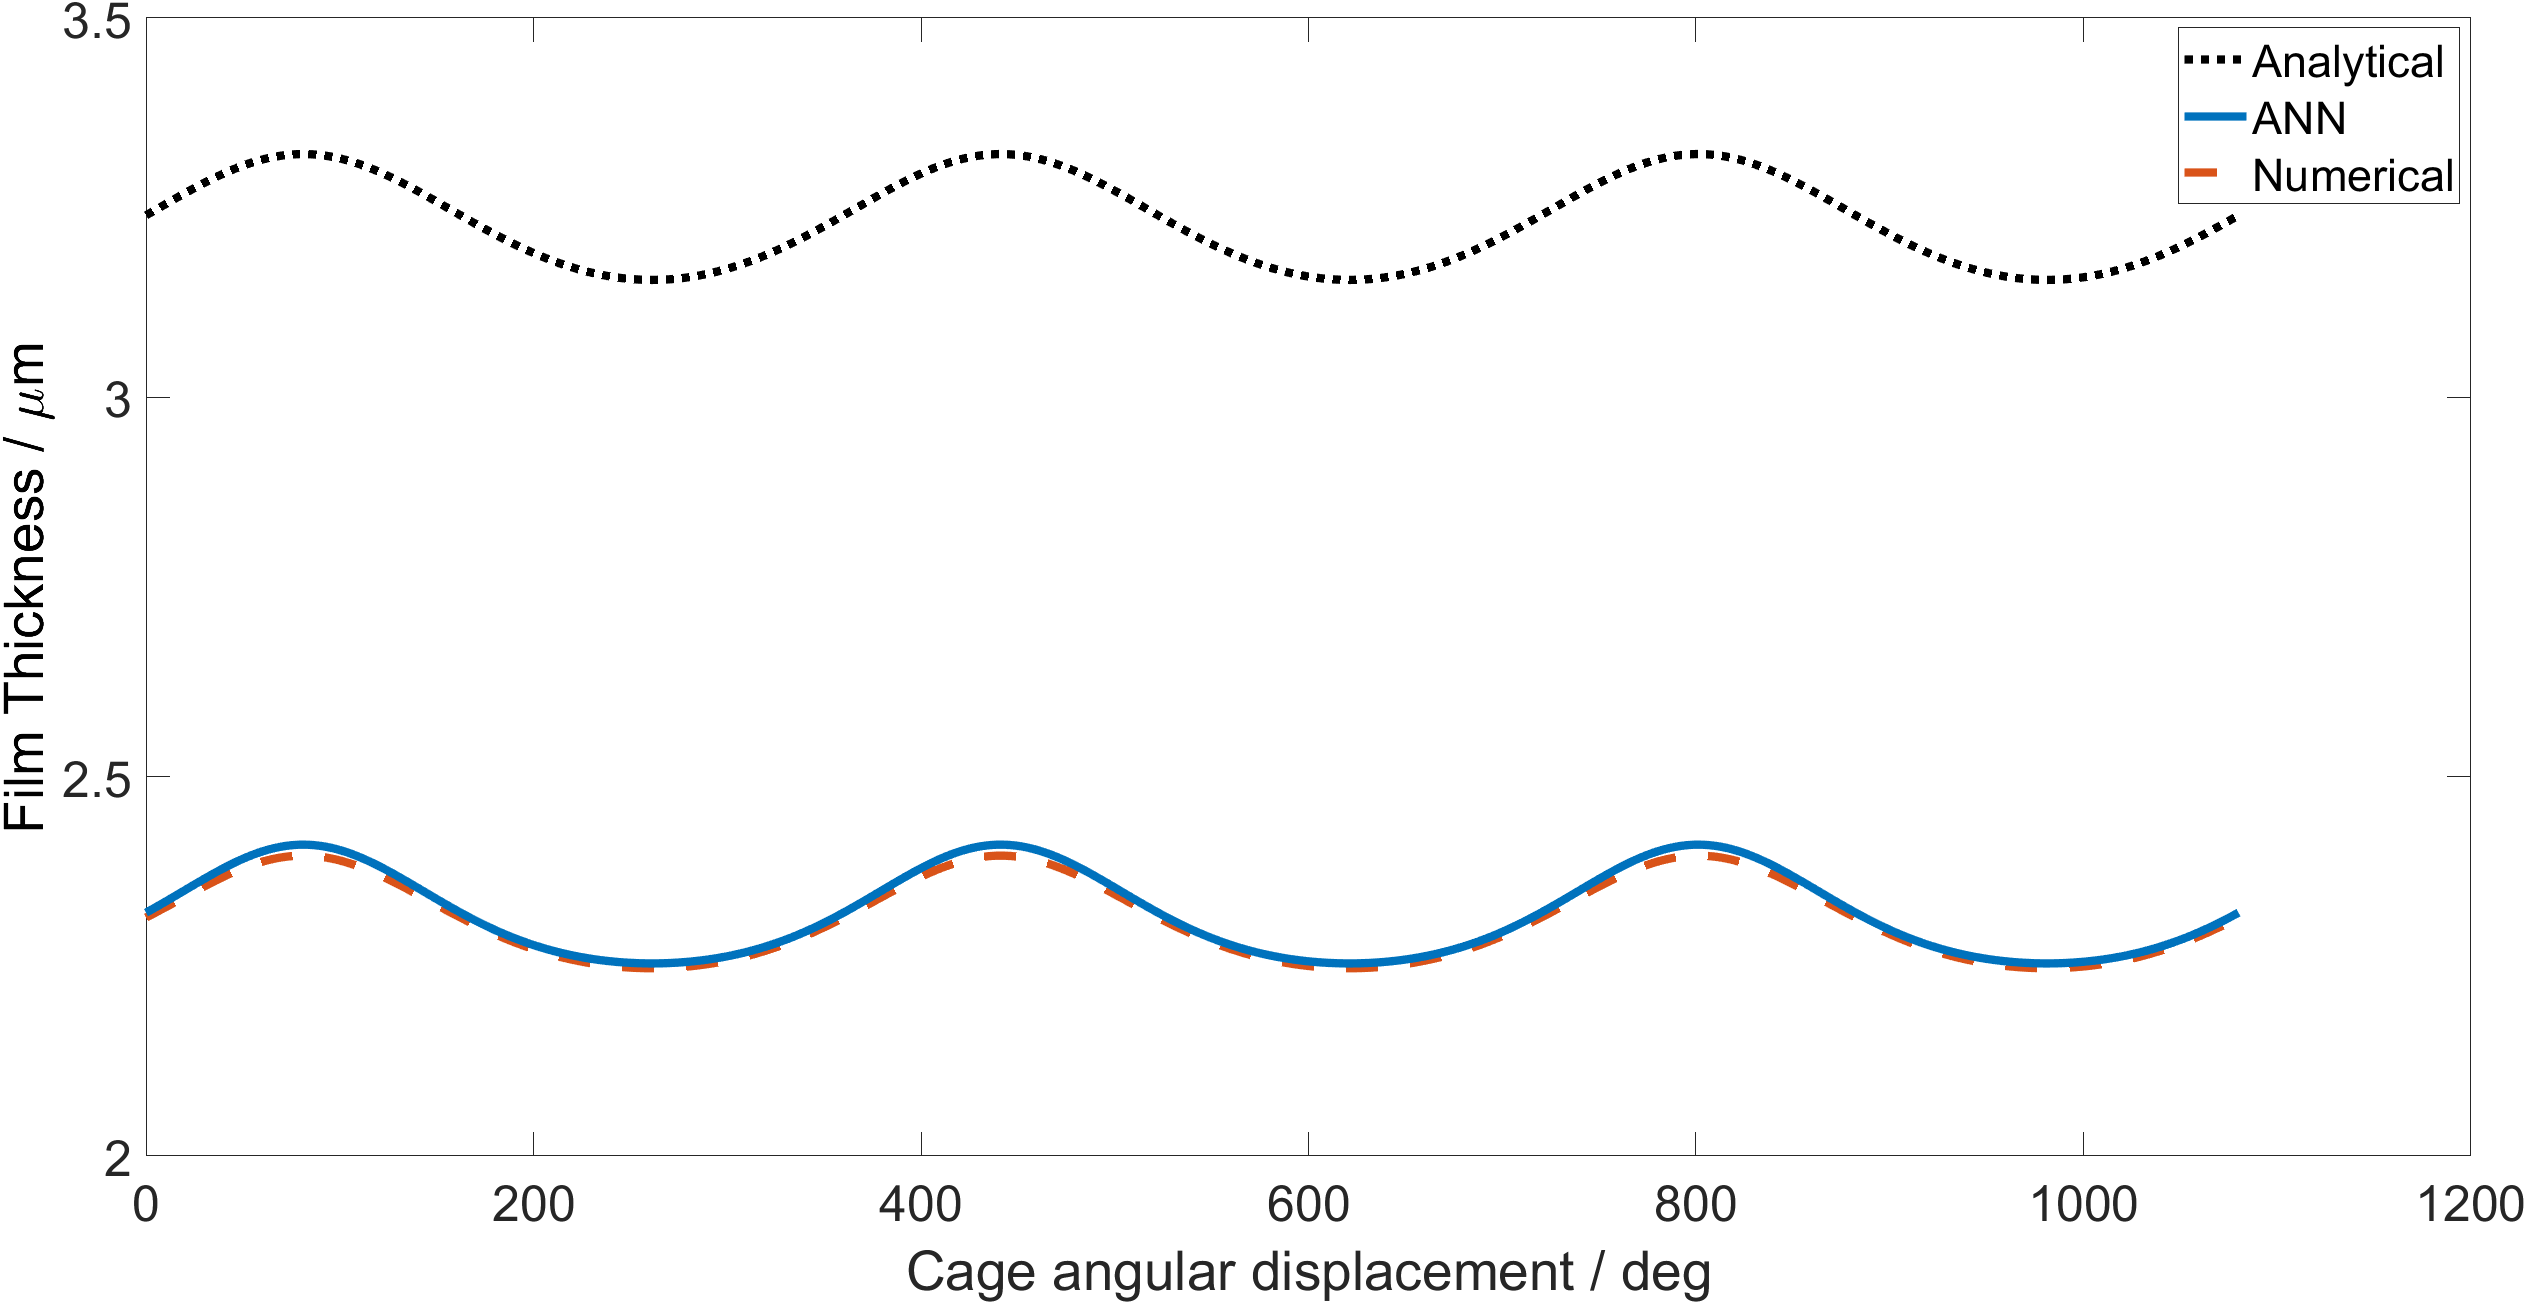 3.5
3
2.5
2
0 200 400 600 800 1000 1200
Film Thickness / μm
Cage angular displacement / deg
Analytical
ANN
Numerical